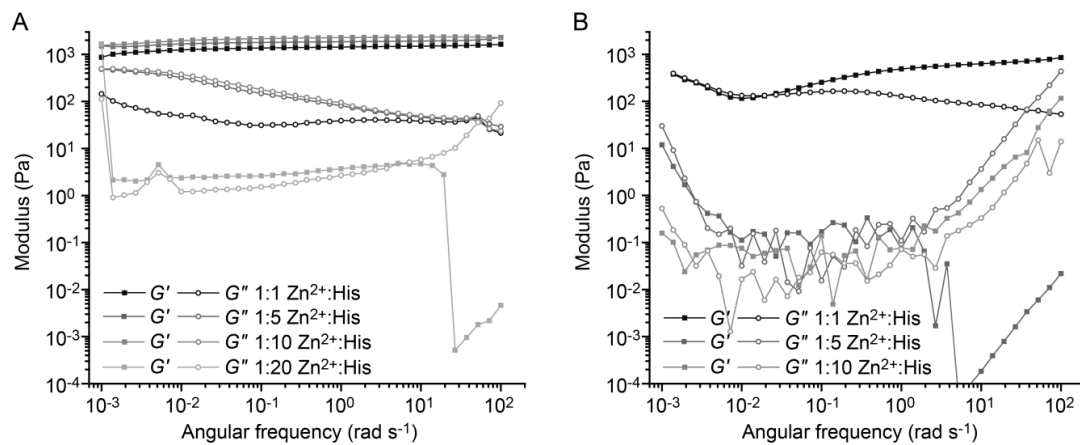 A
Modulus (Pa)
10³
10²
10¹
10⁰
10⁻¹
10⁻²
10⁻³
10⁻⁴
G′ G″ 1:1 Zn²⁺:His
G′ G″ 1:5 Zn²⁺:His
G′ G″ 1:10 Zn²⁺:His
G′ G″ 1:20 Zn²⁺:His
10⁻³ 10⁻² 10⁻¹ 10⁰ 10¹ 10²
Angular frequency (rad s⁻¹)
B
Modulus (Pa)
10³
10²
10¹
10⁰
10⁻¹
10⁻²
10⁻³
10⁻⁴
G′ G″ 1:1 Zn²⁺:His
G′ G″ 1:5 Zn²⁺:His
G′ G″ 1:10 Zn²⁺:His
10⁻³ 10⁻² 10⁻¹ 10⁰ 10¹ 10²
Angular frequency (rad s⁻¹)